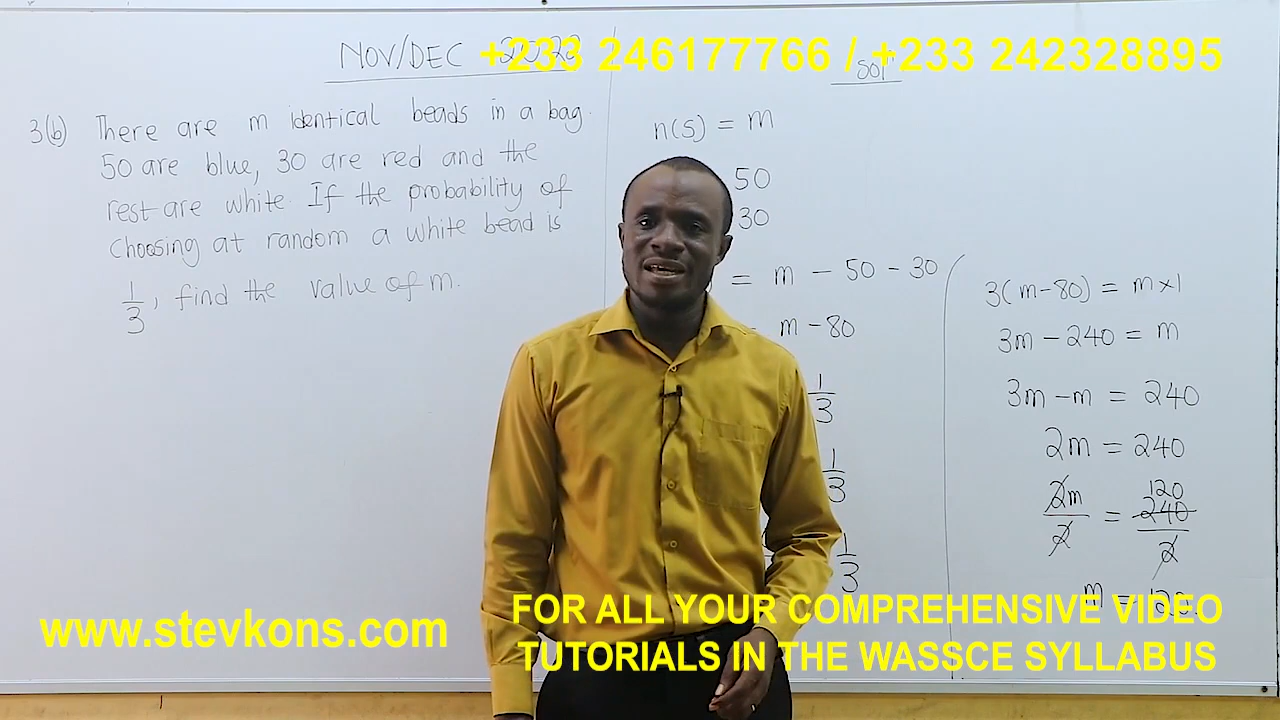 NOV/DEC
+233 246177766 / +233 242328895
Sol
3(b) There are m identical beads in a bag.
50 are blue, 30 are red and the
rest are white. If the probability of
choosing at random a white bead is
1/3, find the value of m.
n(S) = m
50
30
= m - 50 - 30
m - 80
1/3
1/3
1/3
3(m-80) = m×1
3m - 240 = m
3m - m = 240
2m = 240
2m/2 = 240/2
120
m = 120
www.stevkons.com
FOR ALL YOUR COMPREHENSIVE VIDEO
TUTORIALS IN THE WASSCE SYLLABUS